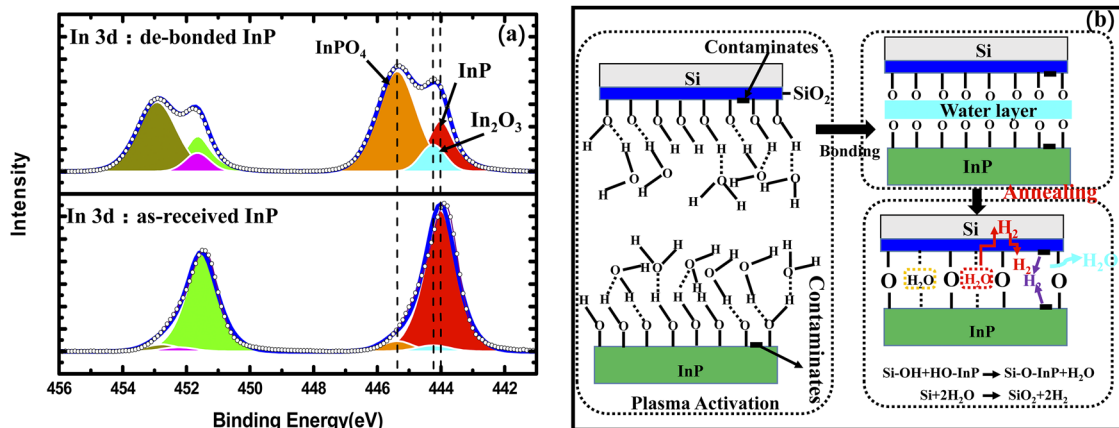 (a)
In 3d : de-bonded InP
InPO₄
InP
In₂O₃
In 3d : as-received InP
Intensity
456 454 452 450 448 446 444 442
Binding Energy(eV)
(b)
Contaminates
Si
SiO₂
O O O O O O O
H H H H H H H
H O H O H
H H O H O H O
H H H H
H H H H H
O H O H O O H O
H O H H O H
H H H H H H H
O O O O O O O
InP
Contaminates
Plasma Activation
Bonding
Si
O O O O O O O O
Water layer
O O O O O O O O
InP
Annealing
Si
H₂
H₂
H₂O
O H₂O O H₂O O H₂ O
InP
Si-OH+HO-InP → Si-O-InP+H₂O
Si+2H₂O → SiO₂+2H₂